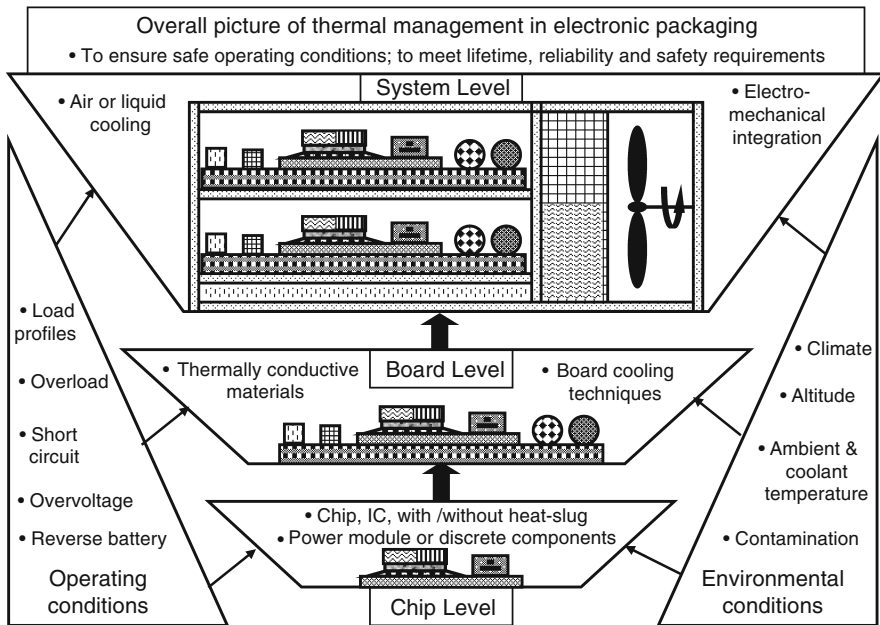 Overall picture of thermal management in electronic packaging
• To ensure safe operating conditions; to meet lifetime, reliability and safety requirements
System Level
• Air or liquid
cooling
• Electro-
mechanical
integration
• Load
profiles
• Overload
• Short
circuit
• Overvoltage
• Reverse battery
Operating
conditions
• Thermally conductive
materials
Board Level
• Board cooling
techniques
• Chip, IC, with /without heat-slug
• Power module or discrete components
Chip Level
• Climate
• Altitude
• Ambient &
coolant
temperature
• Contamination
Environmental
conditions